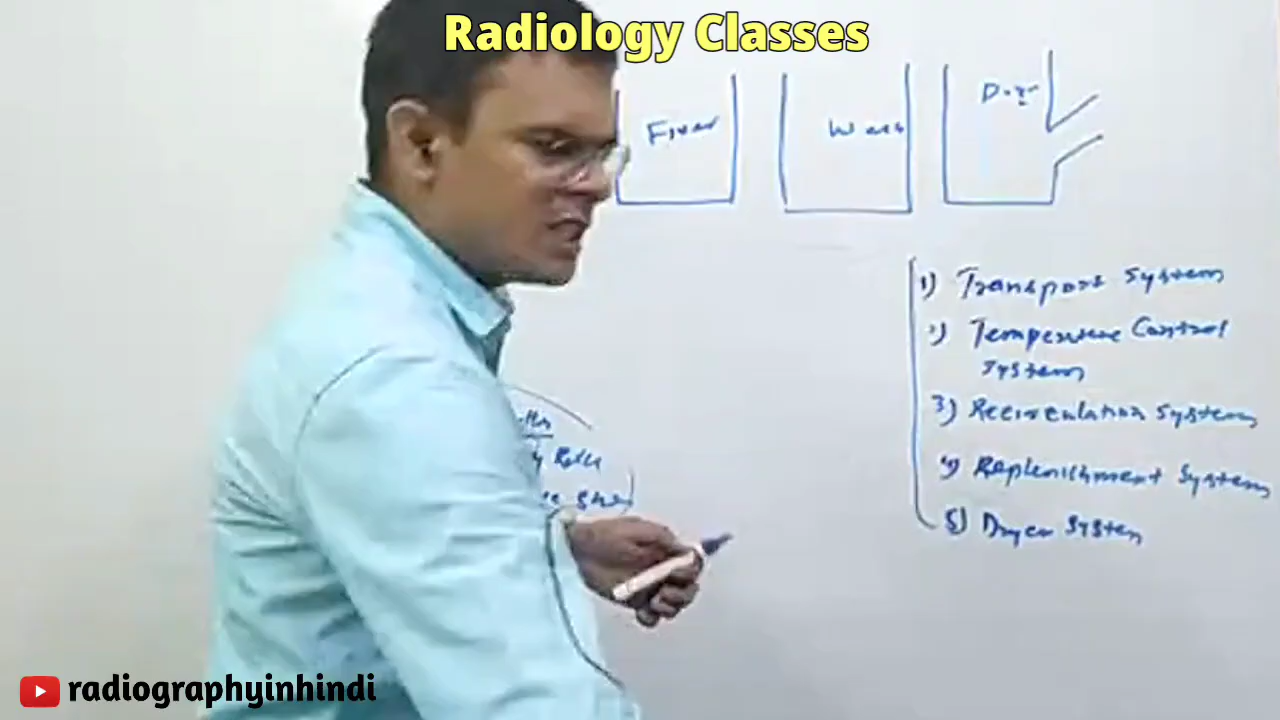 Radiology Classes
Fixer
Wash
Dryer
1) Transport System
2) Temperature Control
System
3) Recirculation System
4) Replenishment System
5) Dryer System
radiographyinhindi